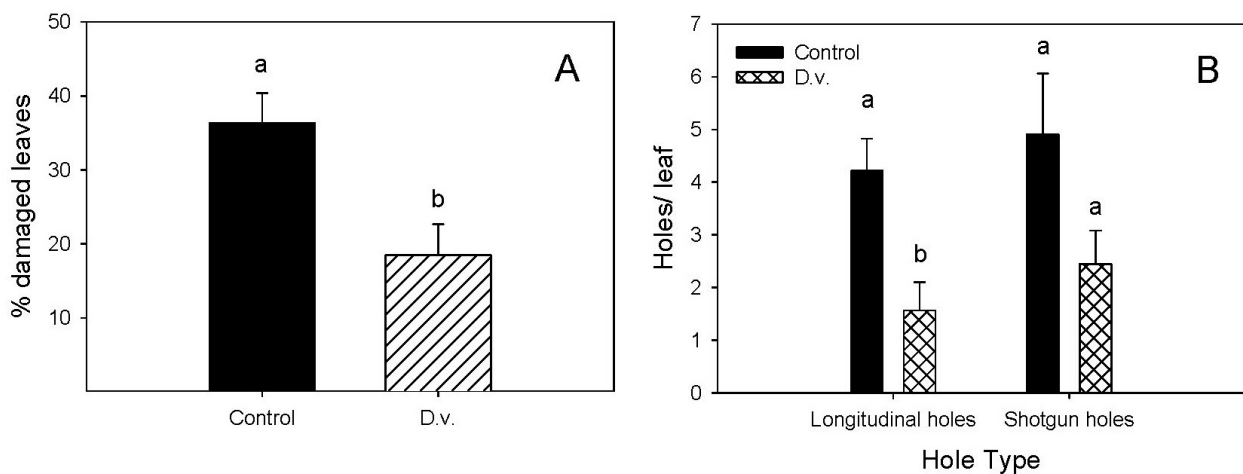 A
% damaged leaves
50
40
30
20
10
a
b
Control
D.v.
B
Holes/ leaf
7
6
5
4
3
2
1
0
Control
D.v.
a
b
a
a
Longitudinal holes
Shotgun holes
Hole Type